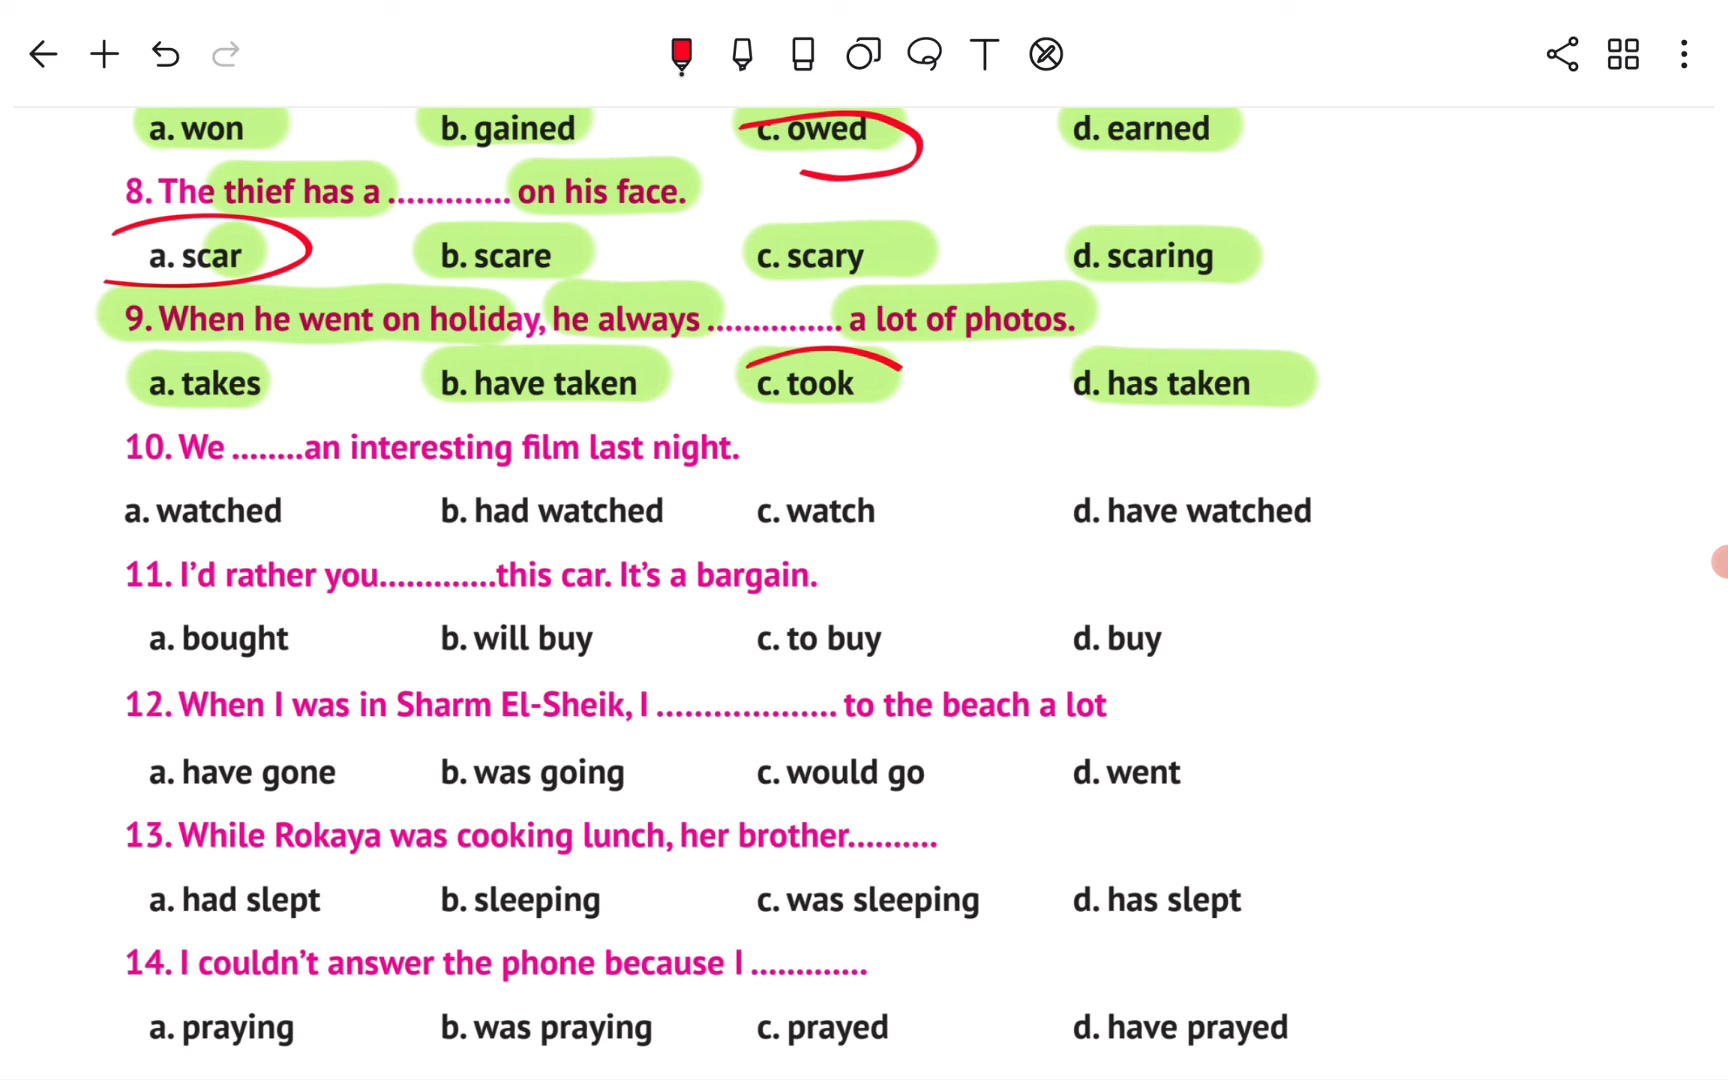 a. won b. gained c. owed d. earned
8. The thief has a ............. on his face.
a. scar b. scare c. scary d. scaring
9. When he went on holiday, he always ............... a lot of photos.
a. takes b. have taken c. took d. has taken
10. We ........an interesting film last night.
a. watched b. had watched c. watch d. have watched
11. I’d rather you.............this car. It’s a bargain.
a. bought b. will buy c. to buy d. buy
12. When I was in Sharm El-Sheik, I ................... to the beach a lot
a. have gone b. was going c. would go d. went
13. While Rokaya was cooking lunch, her brother..........
a. had slept b. sleeping c. was sleeping d. has slept
14. I couldn’t answer the phone because I .............
a. praying b. was praying c. prayed d. have prayed